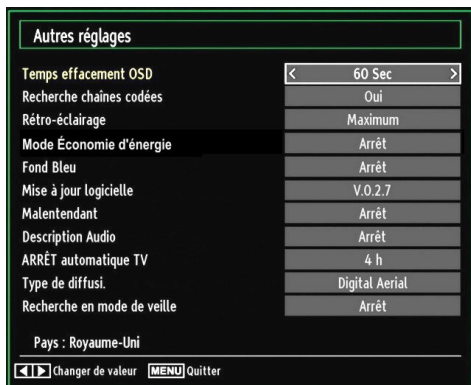 Autres réglages
Temps effacement OSD < 60 Sec >
Recherche chaînes codées Oui
Rétro-éclairage Maximum
Mode Économie d'énergie Arrêt
Fond Bleu Arrêt
Mise à jour logicielle V.0.2.7
Malentendant Arrêt
Description Audio Arrêt
ARRÊT automatique TV 4 h
Type de diffusi. Digital Aerial
Recherche en mode de veille Arrêt
Pays : Royaume-Uni
Changer de valeur MENU Quitter